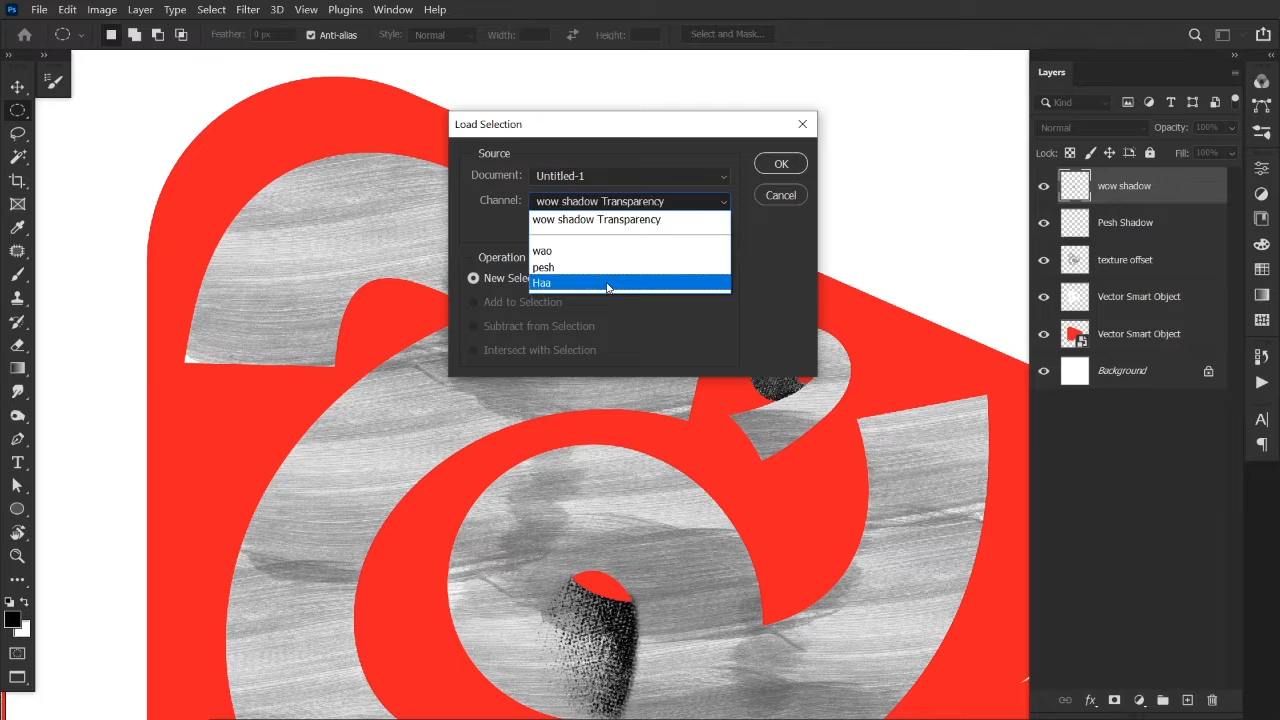 Ps File Edit Image Layer Type Select Filter 3D View Plugins Window Help
Feather: 0 px Anti-alias Style: Normal Width: Height: Select and Mask...
Layers
Kind
Normal Opacity: 100%
Lock: Fill: 100%
wow shadow
Pesh Shadow
texture offset
Vector Smart Object
Vector Smart Object
Background
fx
Load Selection
Source
Document: Untitled-1
Channel: wow shadow Transparency
wow shadow Transparency
wao
pesh
Haa
Operation
New Sele
Add to Selection
Subtract from Selection
Intersect with Selection
OK
Cancel